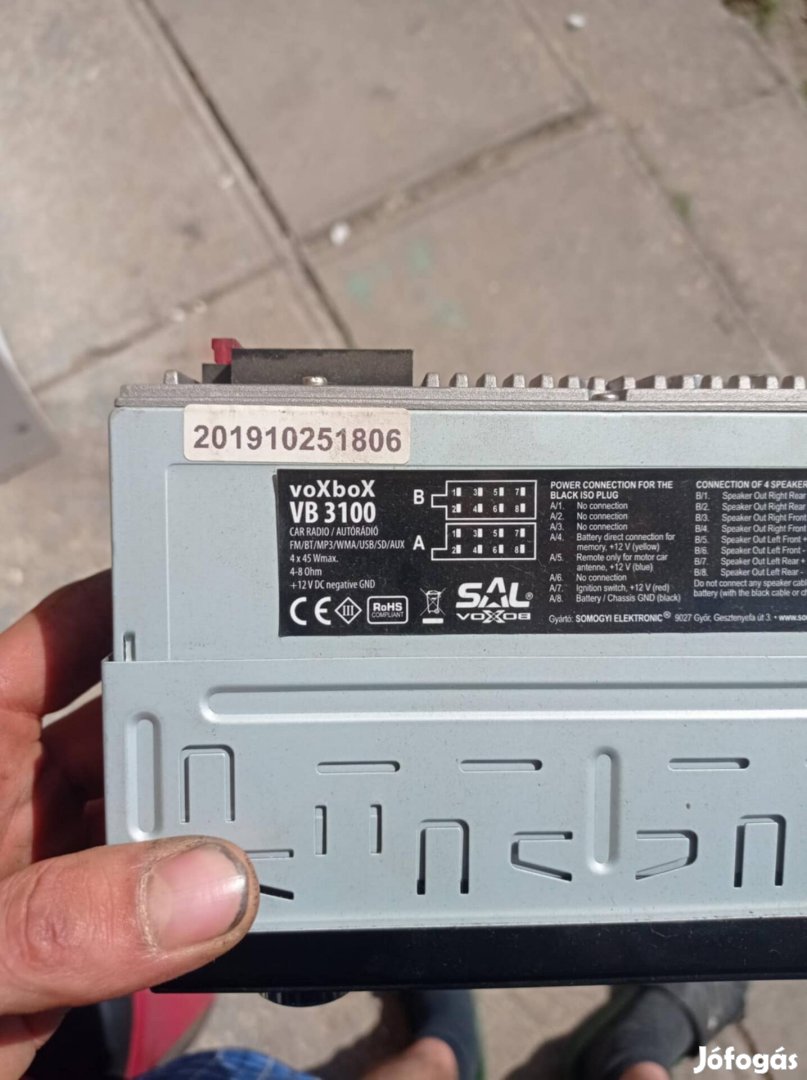 201910251806
voXboX
VB 3100
CAR RADIO / AUTÓRÁDIÓ
FM/BT/MP3/WMA/USB/SD/AUX
4 x 45 Wmax.
4-8 Ohm
+12 V DC negative GND
CE III RoHS
COMPLIANT
B 1 3 5 7
2 4 6 8
A 1 3 5 7
2 4 6 8
SAL®
VOXBOX
POWER CONNECTION FOR THE
BLACK ISO PLUG
A/1. No connection
A/2. No connection
A/3. No connection
A/4. Battery direct connection for
memory, +12 V (yellow)
A/5. Remote only for motor car
antenne, +12 V (blue)
A/6. No connection
A/7. Ignition switch, +12 V (red)
A/8. Battery / Chassis GND (black)
CONNECTION OF 4 SPEAKER
B/1. Speaker Out Right Rear
B/2. Speaker Out Right Rear
B/3. Speaker Out Right Front
B/4. Speaker Out Right Front
B/5. Speaker Out Left Front +
B/6. Speaker Out Left Front -
B/7. Speaker Out Left Rear +
B/8. Speaker Out Left Rear -
Do not connect any speaker
battery (with the black cable or
Gyártó: SOMOGYI ELEKTRONIC® 9027 Győr, Gesztenyefa út 3. • www.so
Jófogás